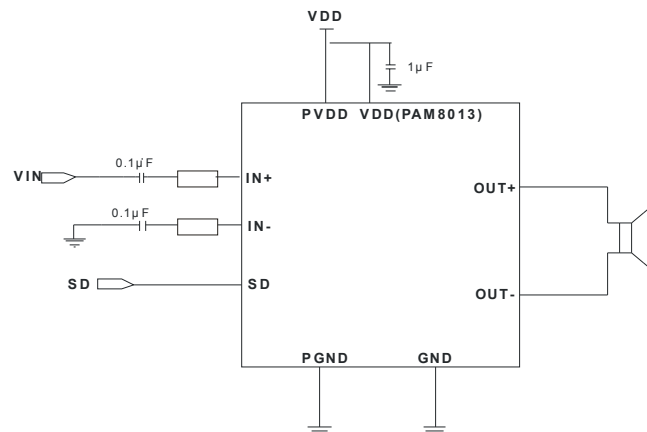 VDD
1μF
PVDD VDD(PAM8013)
0.1μF
VIN
IN+
OUT+
0.1μF
IN-
SD
SD
OUT-
PGND GND